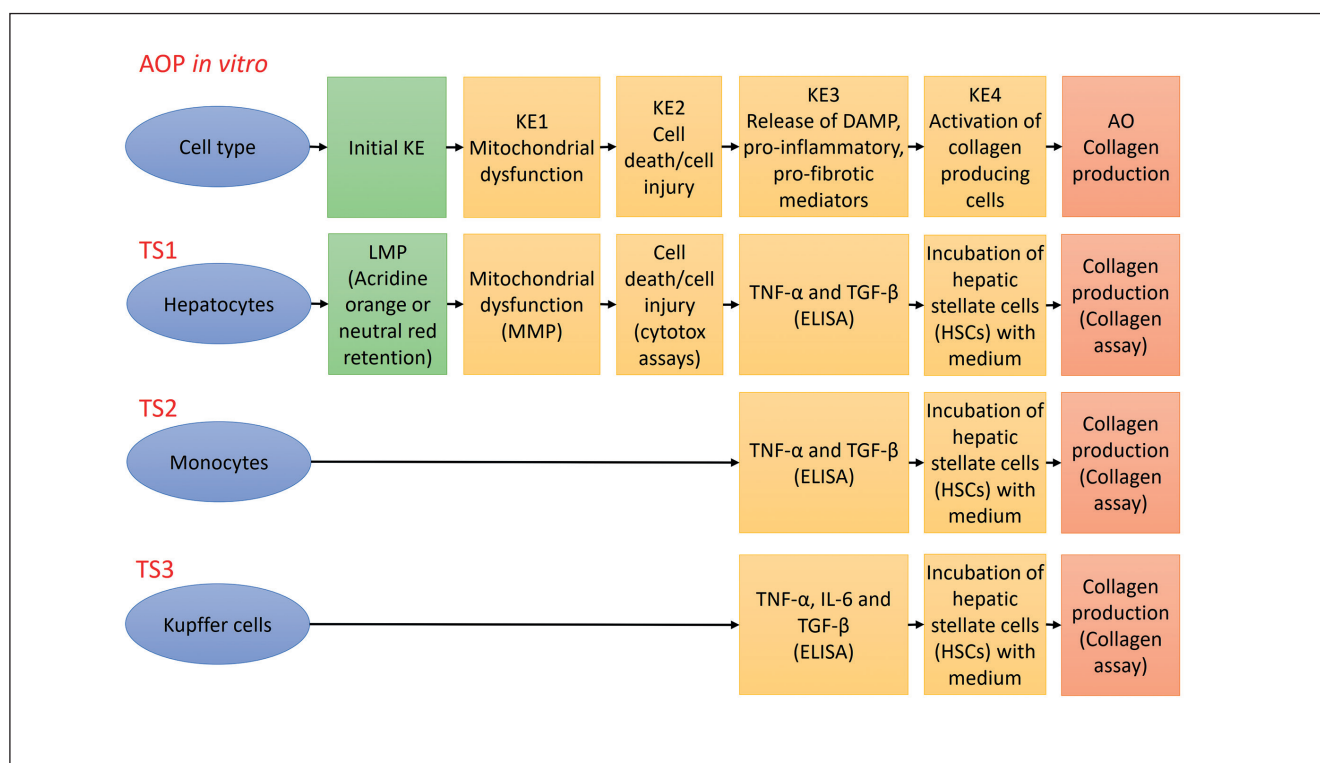 AOP in vitro
Cell type
Initial KE
KE1
Mitochondrial
dysfunction
KE2
Cell
death/cell
injury
KE3
Release of DAMP,
pro-inflammatory,
pro-fibrotic
mediators
KE4
Activation of
collagen
producing
cells
AO
Collagen
production
TS1
Hepatocytes
LMP
(Acridine
orange or
neutral red
retention)
Mitochondrial
dysfunction
(MMP)
Cell
death/cell
injury
(cytotox
assays)
TNF-α and TGF-β
(ELISA)
Incubation of
hepatic
stellate cells
(HSCs) with
medium
Collagen
production
(Collagen
assay)
TS2
Monocytes
TNF-α and TGF-β
(ELISA)
Incubation of
hepatic
stellate cells
(HSCs) with
medium
Collagen
production
(Collagen
assay)
TS3
Kupffer cells
TNF-α, IL-6 and
TGF-β
(ELISA)
Incubation of
hepatic
stellate cells
(HSCs) with
medium
Collagen
production
(Collagen
assay)